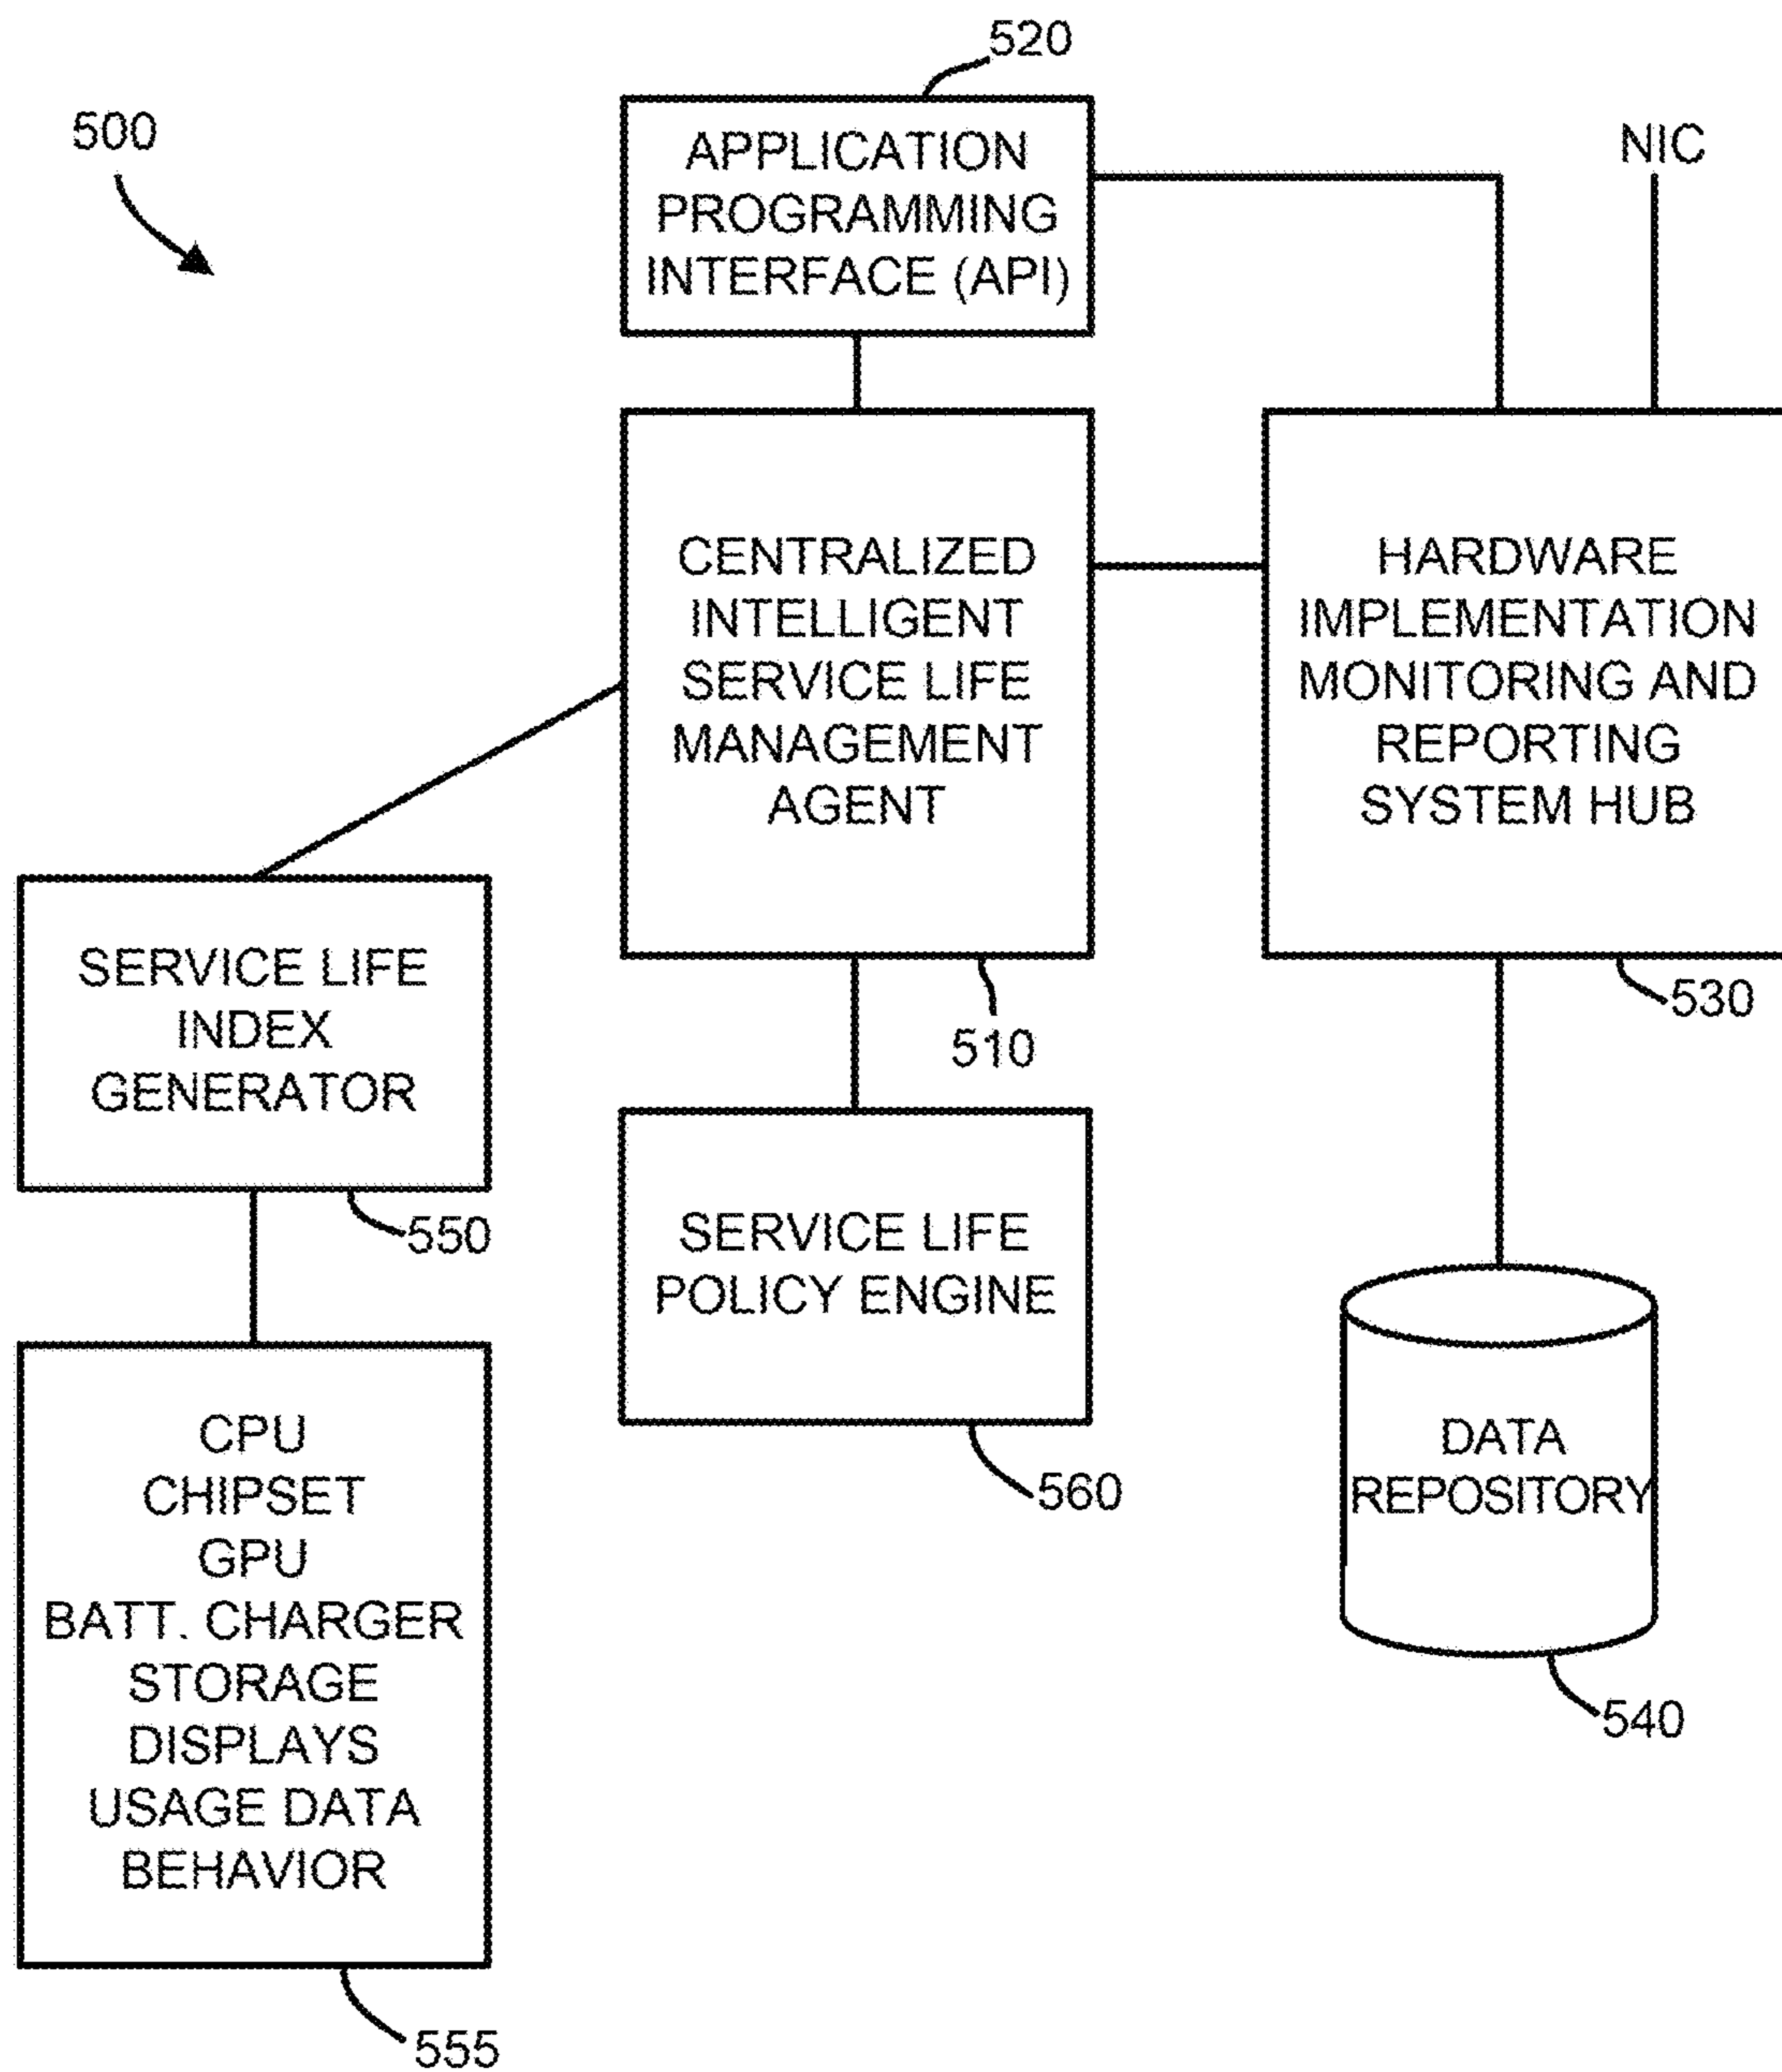 520
500
APPLICATION
PROGRAMMING
INTERFACE (API)
NIC
CENTRALIZED
INTELLIGENT
SERVICE LIFE
MANAGEMENT
AGENT
510
HARDWARE
IMPLEMENTATION
MONITORING AND
REPORTING
SYSTEM HUB
530
SERVICE LIFE
INDEX
GENERATOR
550
SERVICE LIFE
POLICY ENGINE
560
CPU
CHIPSET
GPU
BATT. CHARGER
STORAGE
DISPLAYS
USAGE DATA
BEHAVIOR
555
DATA
REPOSITORY
540